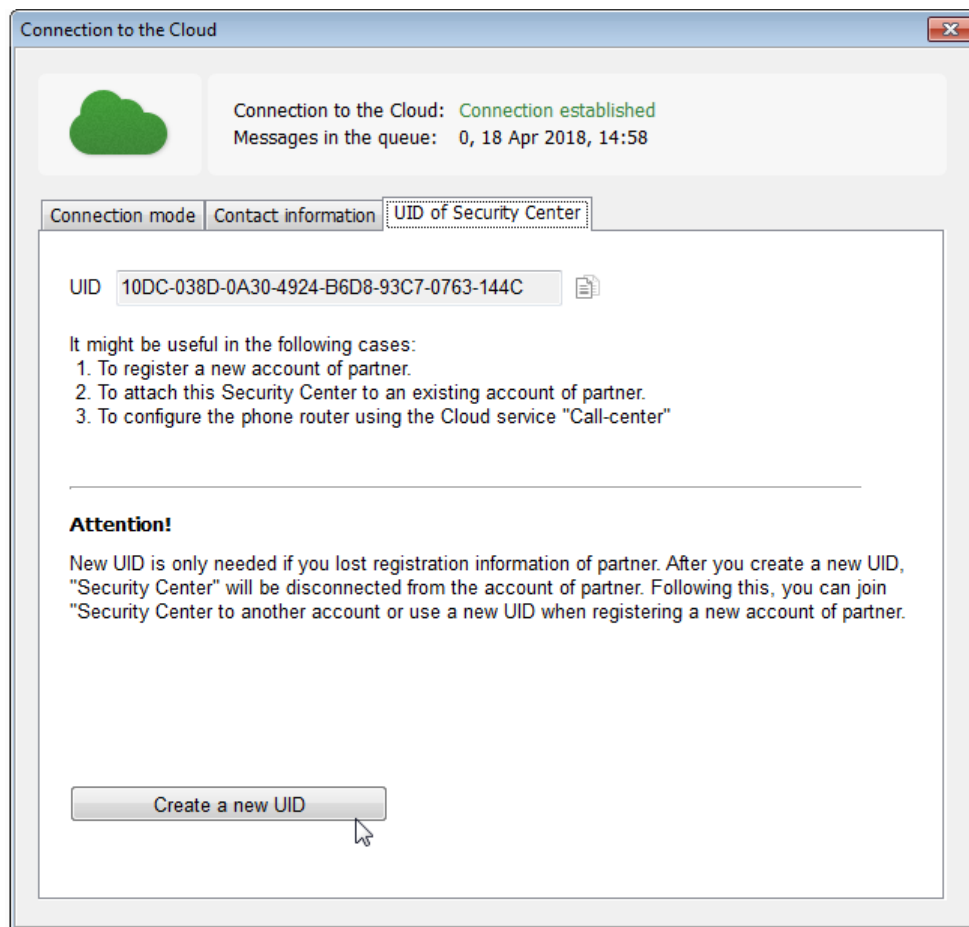 Connection to the Cloud
Connection to the Cloud: Connection established
Messages in the queue: 0, 18 Apr 2018, 14:58
Connection mode Contact information UID of Security Center
UID 10DC-038D-0A30-4924-B6D8-93C7-0763-144C
It might be useful in the following cases:
1. To register a new account of partner.
2. To attach this Security Center to an existing account of partner.
3. To configure the phone router using the Cloud service "Call-center"
Attention!
New UID is only needed if you lost registration information of partner. After you create a new UID,
"Security Center" will be disconnected from the account of partner. Following this, you can join
"Security Center to another account or use a new UID when registering a new account of partner.
Create a new UID